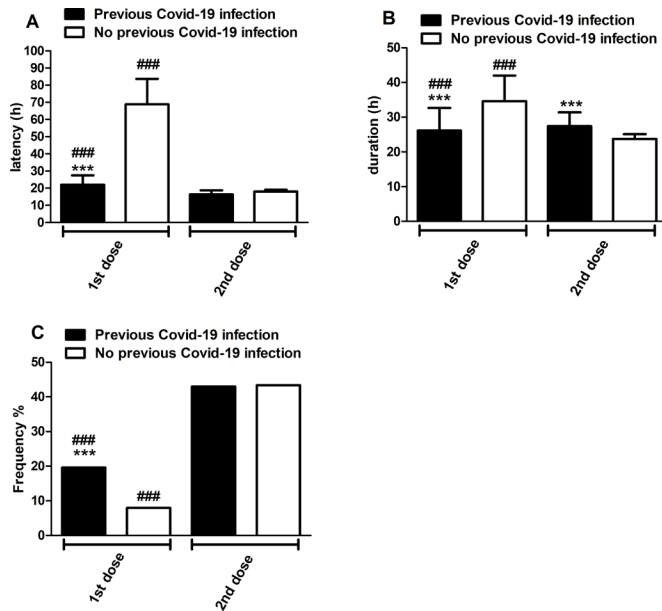 A
Previous Covid-19 infection
No previous Covid-19 infection
latency (h)
100
90
80
70
60
50
40
30
20
10
0
###
***
###
1st dose
2nd dose
B
Previous Covid-19 infection
No previous Covid-19 infection
duration (h)
50
40
30
20
10
0
###
***
###
***
1st dose
2nd dose
C
Previous Covid-19 infection
No previous Covid-19 infection
Frequency %
50
40
30
20
10
0
###
***
###
1st dose
2nd dose